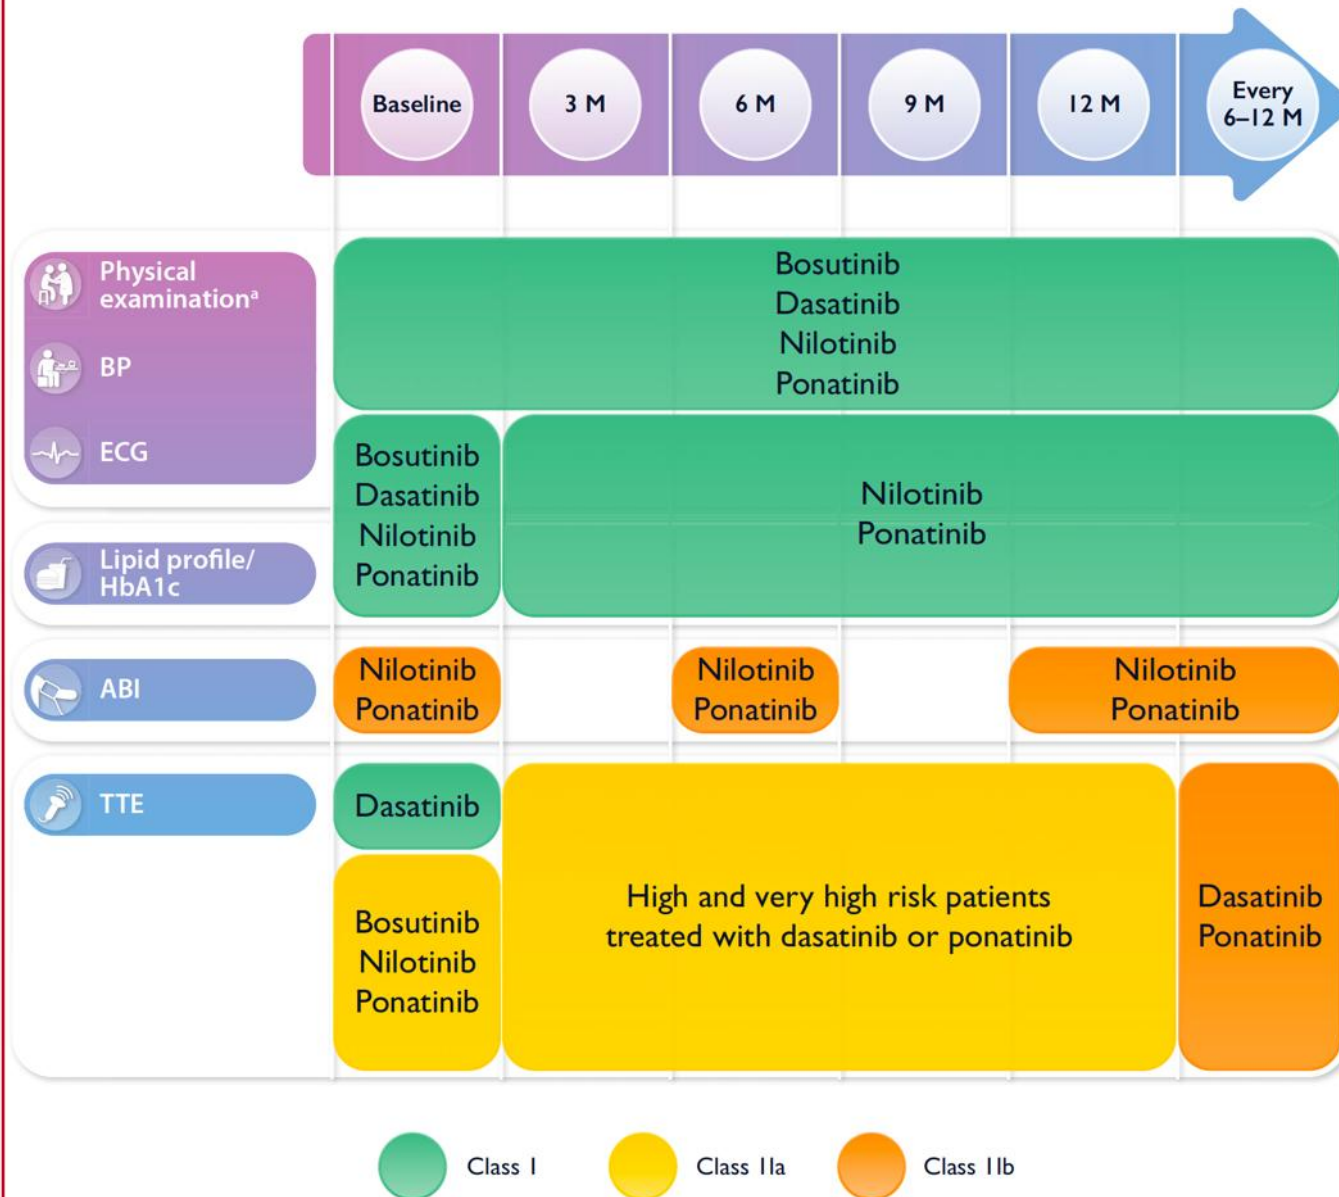 Baseline
3 M
6 M
9 M
12 M
Every
6–12 M
Physical
examinationᵃ
BP
ECG
Bosutinib
Dasatinib
Nilotinib
Ponatinib
Bosutinib
Dasatinib
Nilotinib
Ponatinib
Nilotinib
Ponatinib
Lipid profile/
HbA1c
ABI
Nilotinib
Ponatinib
Nilotinib
Ponatinib
Nilotinib
Ponatinib
TTE
Dasatinib
Bosutinib
Nilotinib
Ponatinib
High and very high risk patients
treated with dasatinib or ponatinib
Dasatinib
Ponatinib
Class I
Class IIa
Class IIb